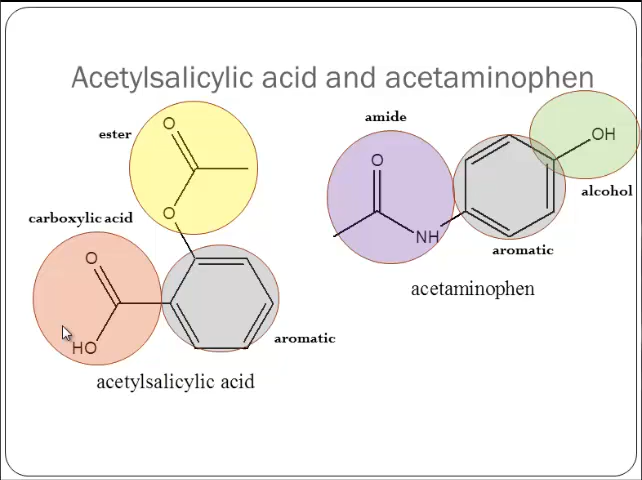 Acetylsalicylic acid and acetaminophen
ester
O
O
carboxylic acid
O
HO
aromatic
acetylsalicylic acid
amide
O
NH
OH
alcohol
aromatic
acetaminophen